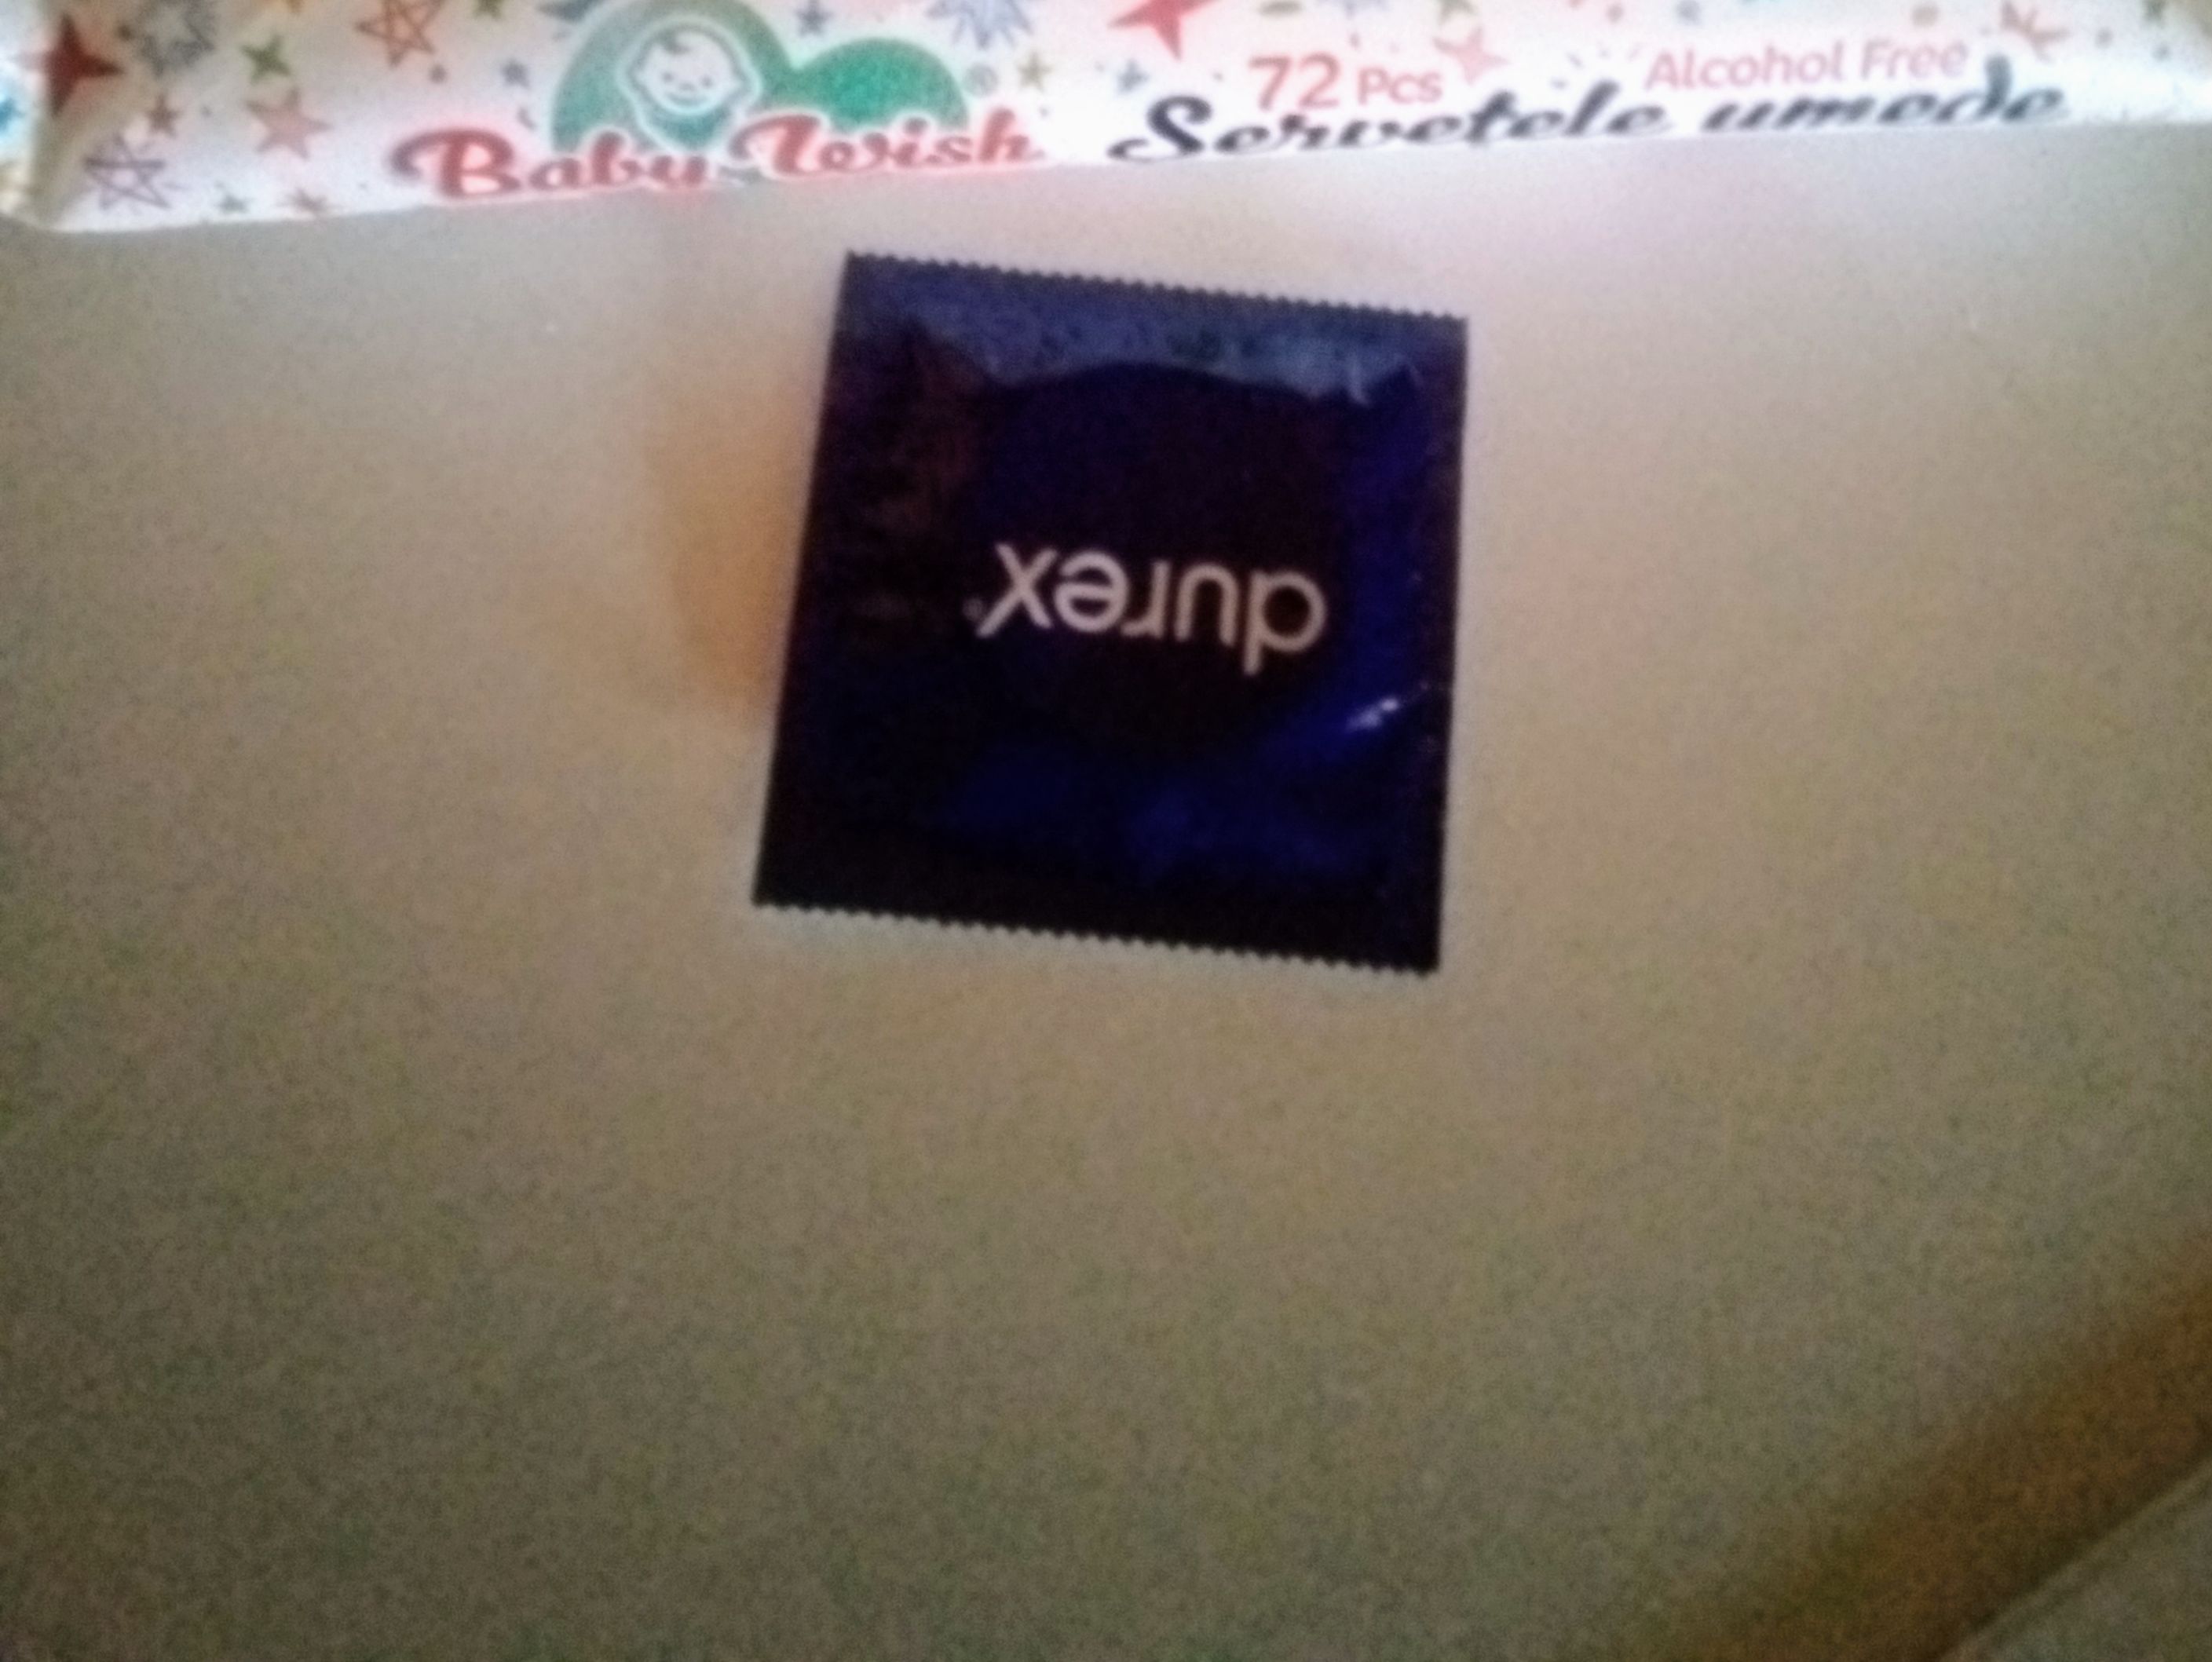 Baby Wish®
72 Pcs Alcohol Free
Servetele umede
durex®